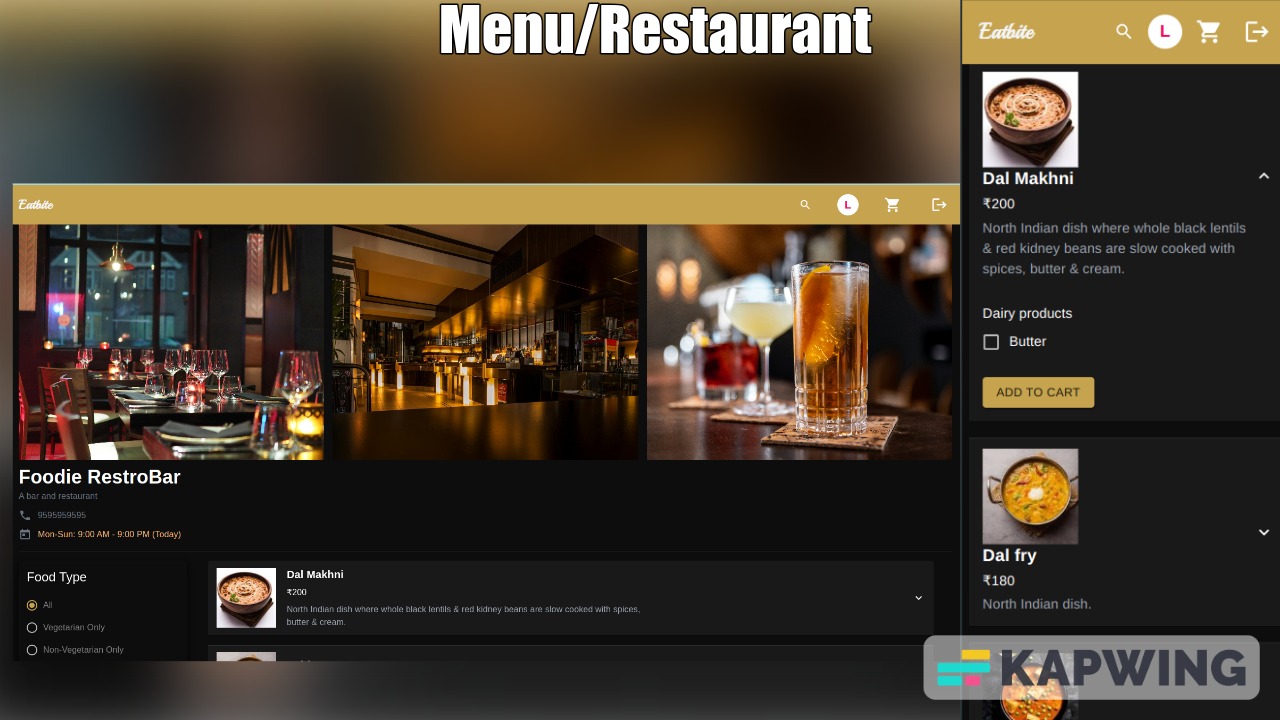 Menu/Restaurant
Eatbite
L
Foodie RestroBar
A bar and restaurant
9595959595
Mon-Sun: 9:00 AM - 9:00 PM (Today)
Food Type
All
Vegetarian Only
Non-Vegetarian Only
Dal Makhni
₹200
North Indian dish where whole black lentils & red kidney beans are slow cooked with spices,
butter & cream.
Eatbite
L
Dal Makhni
₹200
North Indian dish where whole black lentils
& red kidney beans are slow cooked with
spices, butter & cream.
Dairy products
Butter
ADD TO CART
Dal fry
₹180
North Indian dish.
KAPWING